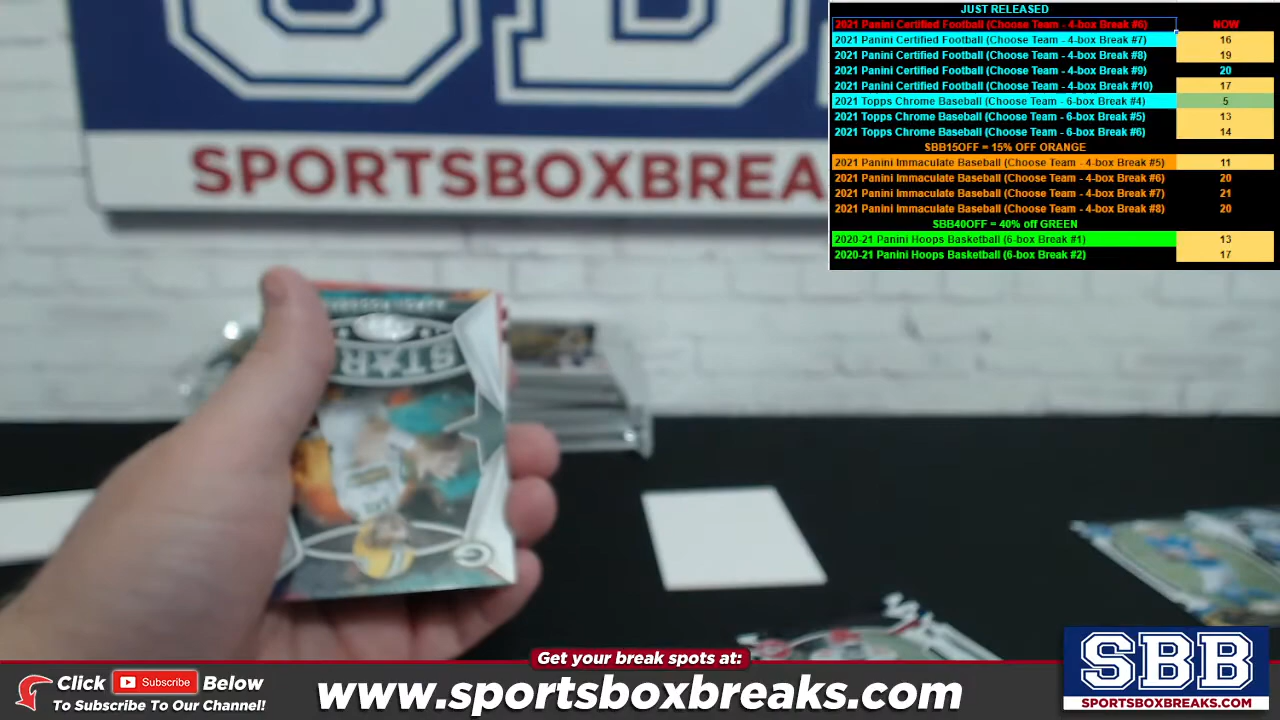 JUST RELEASED
2021 Panini Certified Football (Choose Team - 4-box Break #6) NOW
2021 Panini Certified Football (Choose Team - 4-box Break #7) 16
2021 Panini Certified Football (Choose Team - 4-box Break #8) 19
2021 Panini Certified Football (Choose Team - 4-box Break #9) 20
2021 Panini Certified Football (Choose Team - 4-box Break #10) 17
2021 Topps Chrome Baseball (Choose Team - 6-box Break #4) 5
2021 Topps Chrome Baseball (Choose Team - 6-box Break #5) 13
2021 Topps Chrome Baseball (Choose Team - 6-box Break #6) 14
SBB15OFF = 15% OFF ORANGE
2021 Panini Immaculate Baseball (Choose Team - 4-box Break #5) 11
2021 Panini Immaculate Baseball (Choose Team - 4-box Break #6) 20
2021 Panini Immaculate Baseball (Choose Team - 4-box Break #7) 21
2021 Panini Immaculate Baseball (Choose Team - 4-box Break #8) 20
SBB40OFF = 40% off GREEN
2020-21 Panini Hoops Basketball (6-box Break #1) 13
2020-21 Panini Hoops Basketball (6-box Break #2) 17
SPORTSBOXBREA
STAR
Get your break spots at:
Click Subscribe Below
To Subscribe To Our Channel!
www.sportsboxbreaks.com
SBB
SPORTSBOXBREAKS.COM